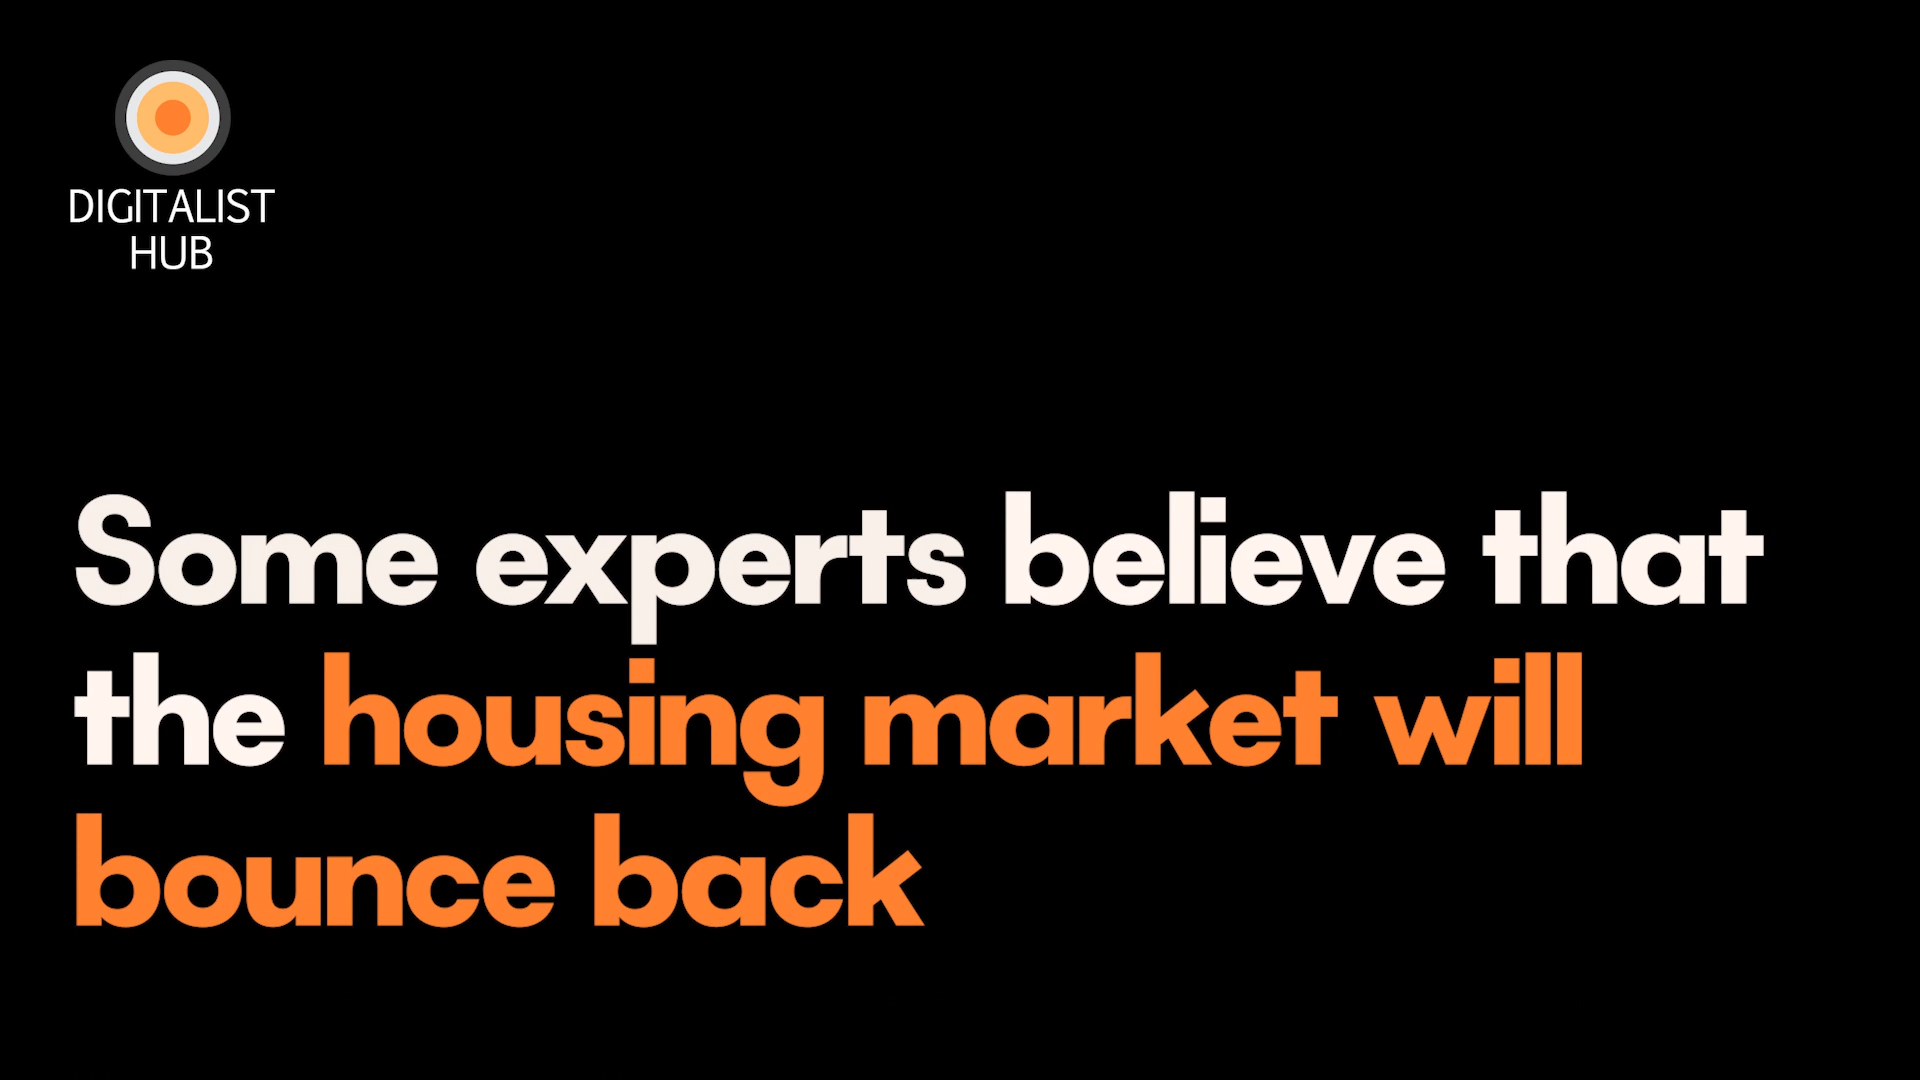 DIGITALIST
HUB
Some experts believe that
the housing market will
bounce back